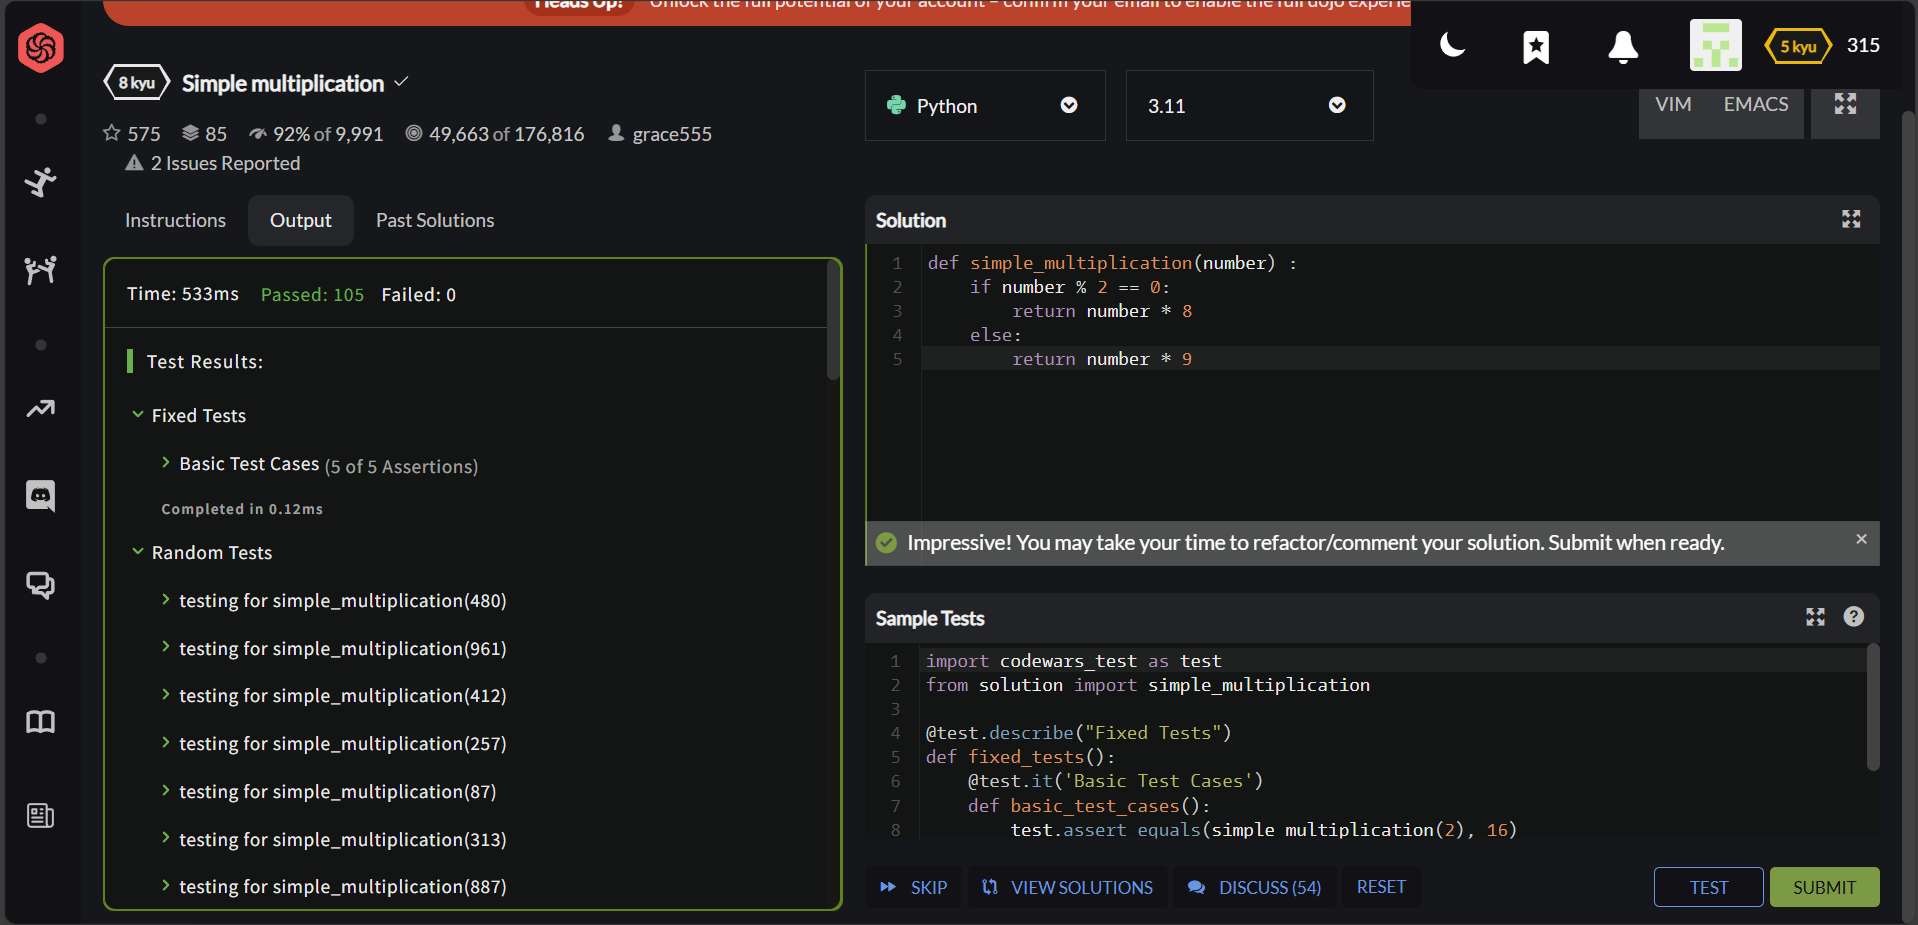 Heads Up! Unlock the full potential of your account – confirm your email to enable the full dojo experie
5 kyu 315
8 kyu Simple multiplication
575 85 92% of 9,991 49,663 of 176,816 grace555
2 Issues Reported
Python
3.11
VIM EMACS
Instructions Output Past Solutions
Time: 533ms Passed: 105 Failed: 0
Test Results:
Fixed Tests
Basic Test Cases (5 of 5 Assertions)
Completed in 0.12ms
Random Tests
testing for simple_multiplication(480)
testing for simple_multiplication(961)
testing for simple_multiplication(412)
testing for simple_multiplication(257)
testing for simple_multiplication(87)
testing for simple_multiplication(313)
testing for simple_multiplication(887)
Solution
1 def simple_multiplication(number) :
2 if number % 2 == 0:
3 return number * 8
4 else:
5 return number * 9
Impressive! You may take your time to refactor/comment your solution. Submit when ready.
Sample Tests
1 import codewars_test as test
2 from solution import simple_multiplication
3
4 @test.describe("Fixed Tests")
5 def fixed_tests():
6 @test.it('Basic Test Cases')
7 def basic_test_cases():
8 test.assert_equals(simple_multiplication(2), 16)
SKIP VIEW SOLUTIONS DISCUSS (54) RESET TEST SUBMIT